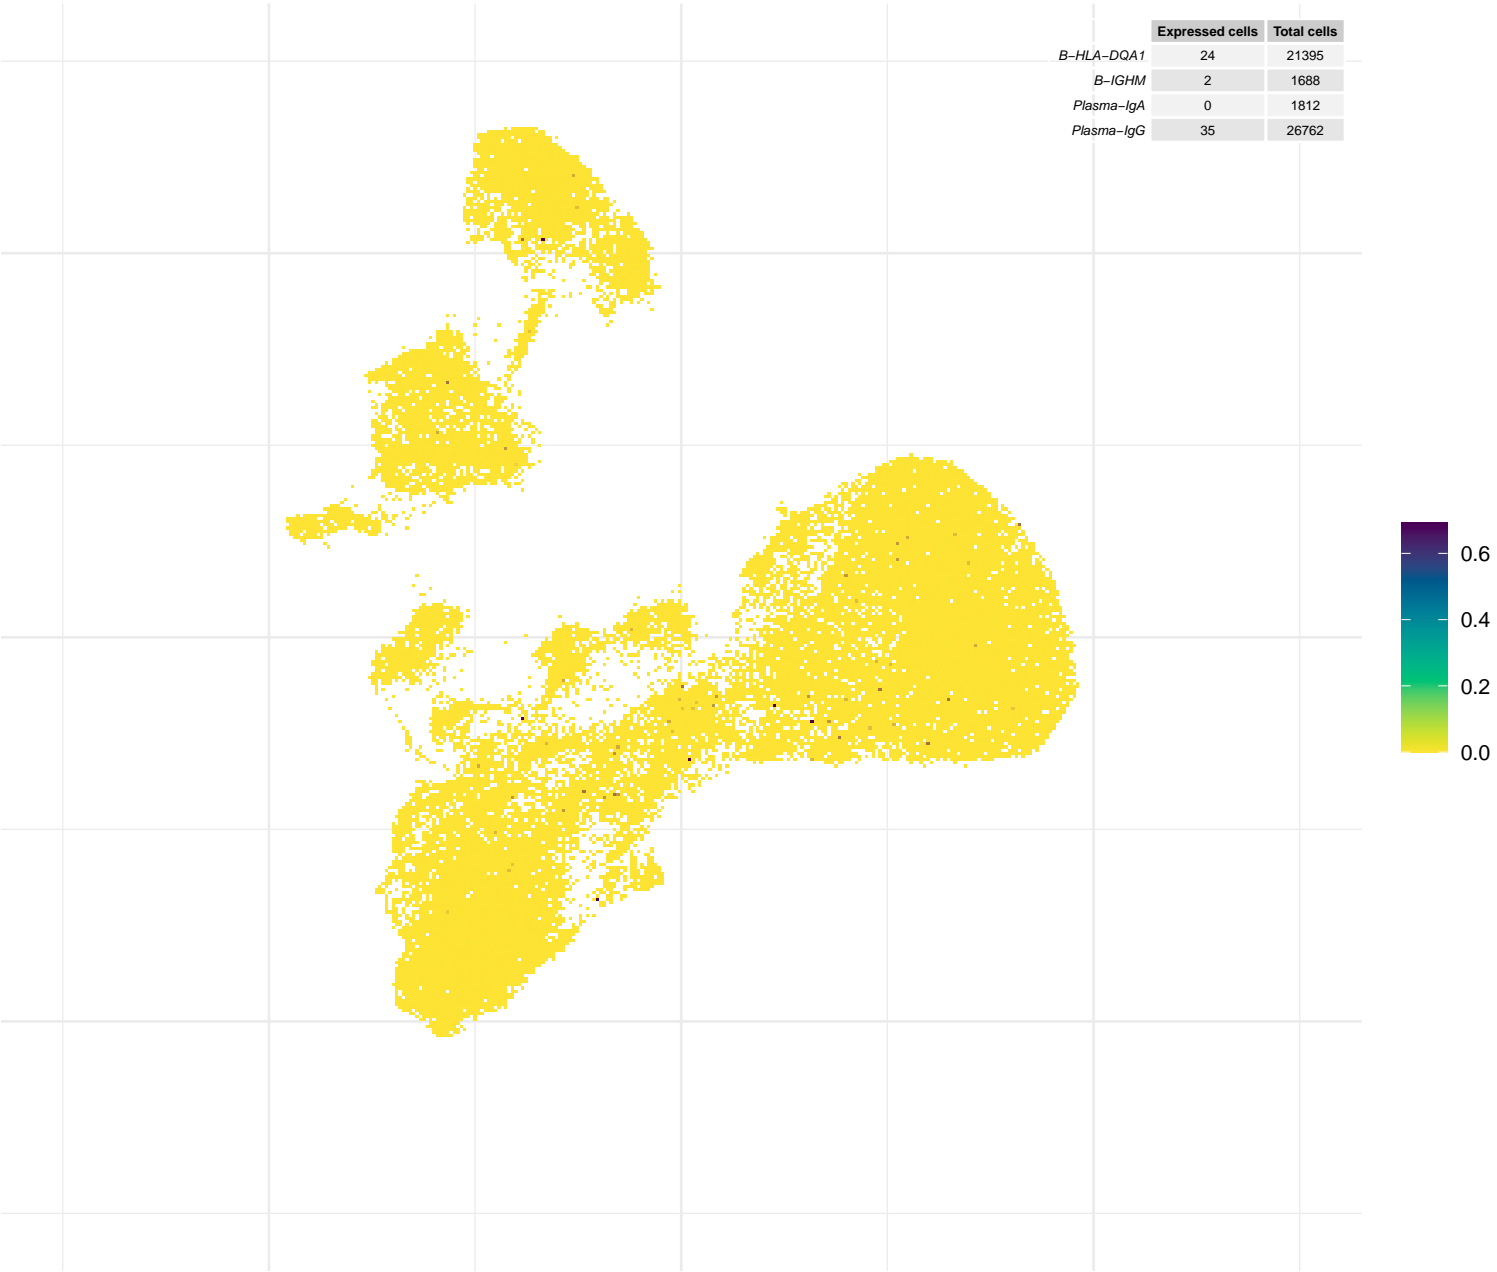 Expressed cells Total cells
B−HLA−DQA1 24 21395
B−IGHM 2 1688
Plasma−IgA 0 1812
Plasma−IgG 35 26762
0.6
0.4
0.2
0.0